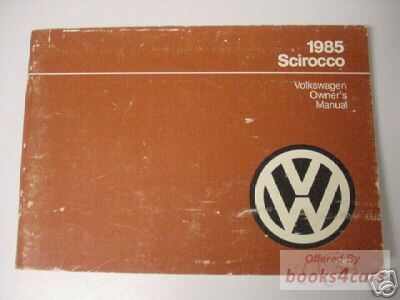 1985
Scirocco
Volkswagen
Owner's
Manual
VW
Offered By
books4cars